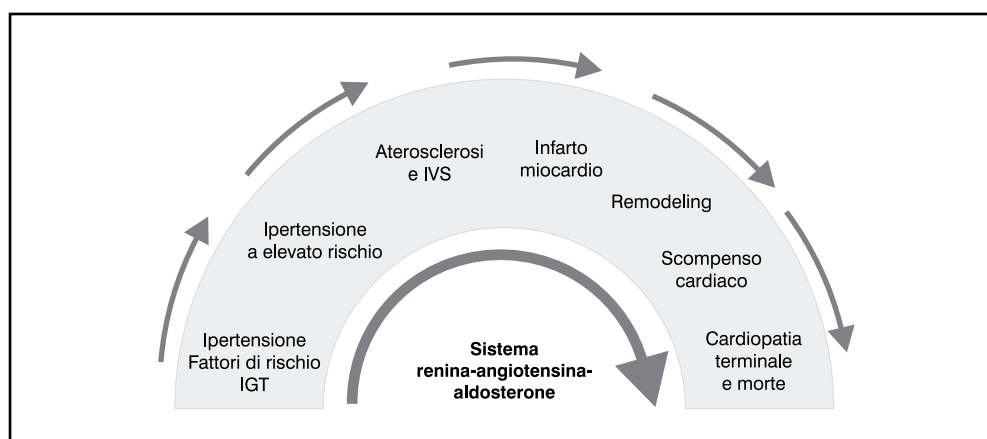 Ipertensione
Fattori di rischio
IGT
Ipertensione
a elevato rischio
Aterosclerosi
e IVS
Infarto
miocardio
Remodeling
Scompenso
cardiaco
Cardiopatia
terminale
e morte
Sistema
renina-angiotensina-
aldosterone